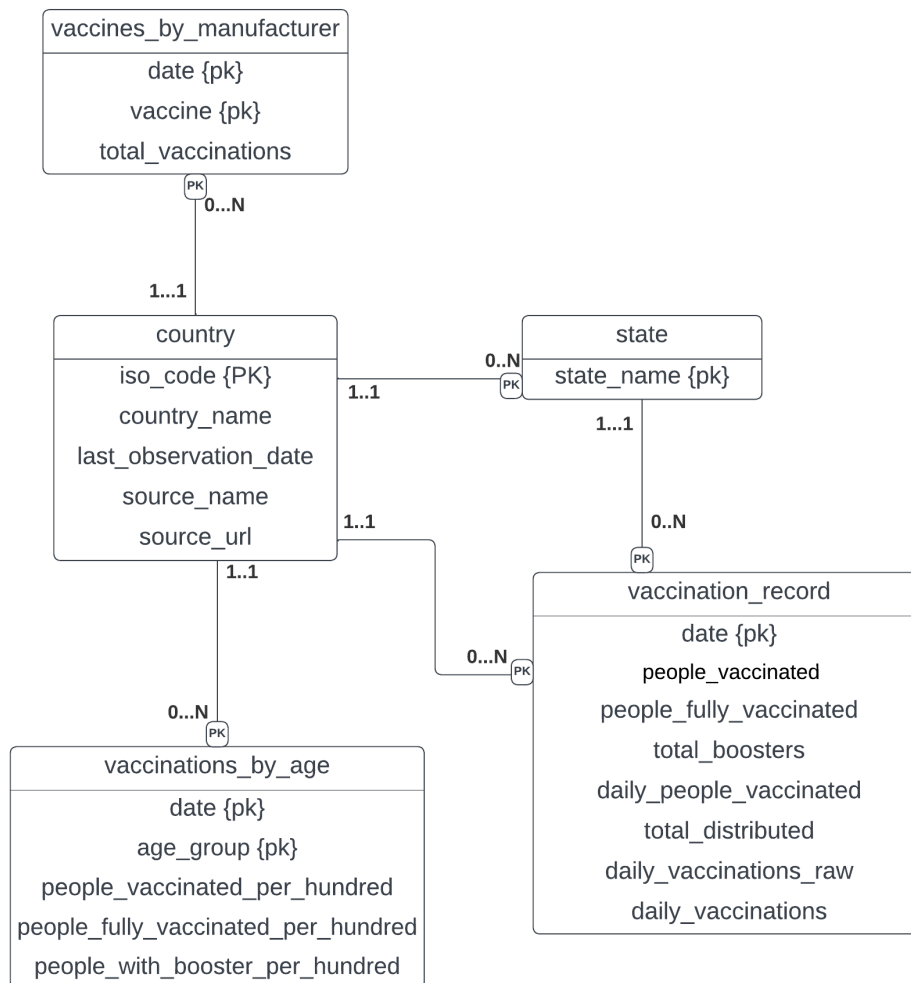 vaccines_by_manufacturer
date {pk}
vaccine {pk}
total_vaccinations
PK
0...N
1...1
country
iso_code {PK}
country_name
last_observation_date
source_name
source_url
1..1
0..N
PK
state
state_name {pk}
1...1
0..N
PK
1..1
0...N
PK
vaccination_record
date {pk}
people_vaccinated
people_fully_vaccinated
total_boosters
daily_people_vaccinated
total_distributed
daily_vaccinations_raw
daily_vaccinations
1..1
0...N
PK
vaccinations_by_age
date {pk}
age_group {pk}
people_vaccinated_per_hundred
people_fully_vaccinated_per_hundred
people_with_booster_per_hundred